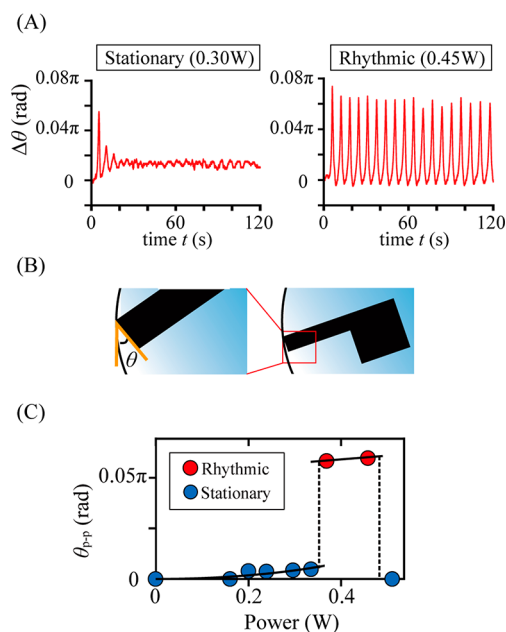 (A)
Stationary (0.30W)
Rhythmic (0.45W)
0.08π
0.04π
0
Δθ (rad)
0 60 120
time t (s)
0.08π
0.04π
0
0 60 120
time t (s)
(B)
θ
(C)
0.05π
0
θp-p (rad)
Rhythmic
Stationary
0 0.2 0.4
Power (W)